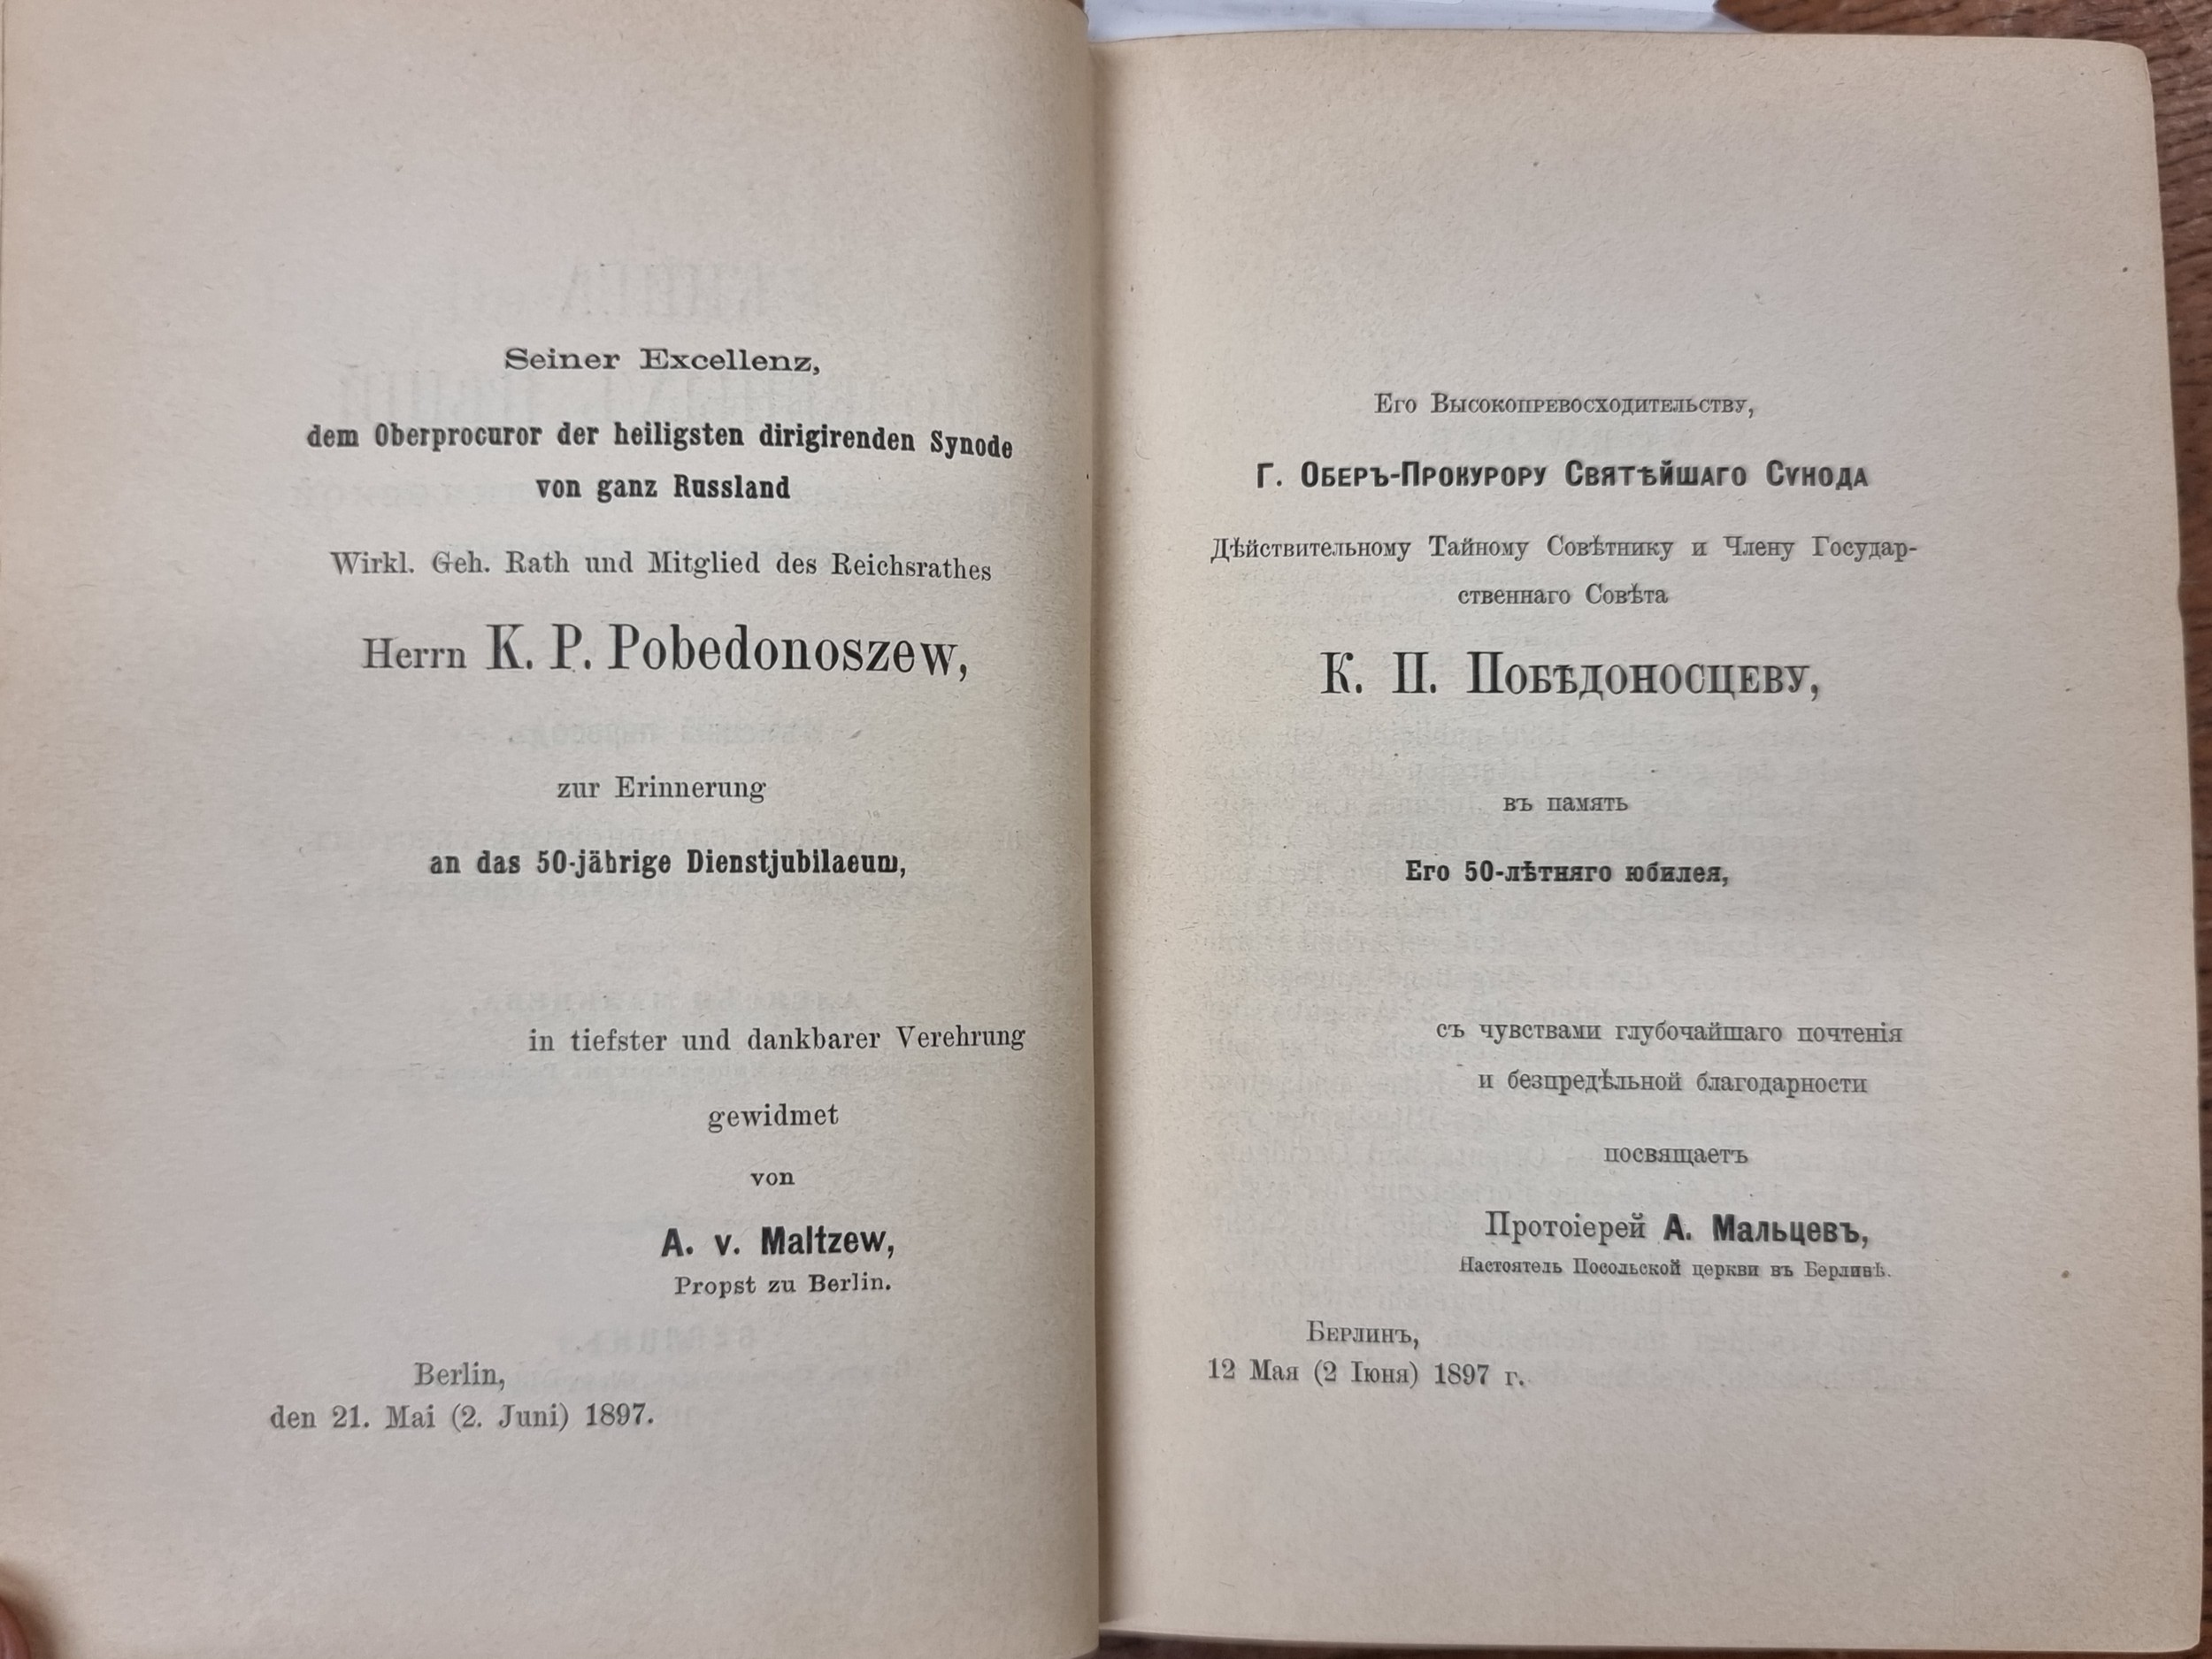 Seiner Excellenz,
dem Oberprocuror der heiligsten dirigirenden Synode
von ganz Russland
Wirkl. Geh. Rath und Mitglied des Reichsrathes
Herrn K. P. Pobedonoszew,
zur Erinnerung
an das 50-jährige Dienstjubilaeum,
in tiefster und dankbarer Verehrung
gewidmet
von
A. v. Maltzew,
Propst zu Berlin.
Berlin,
den 21. Mai (2. Juni) 1897.
Его Высокопревосходительству,
Г. Оберъ-Прокурору Святѣйшаго Сѵнода
Дѣйствительному Тайному Совѣтнику и Члену Государ-
ственнаго Совѣта
К. П. Побѣдоносцеву,
въ память
Его 50-лѣтняго юбилея,
съ чувствами глубочайшаго почтенія
и безпредѣльной благодарности
посвящаетъ
Протоіерей А. Мальцевъ,
Настоятель Посольской церкви въ Берлинѣ.
Берлинъ,
12 Мая (2 Іюня) 1897 г.